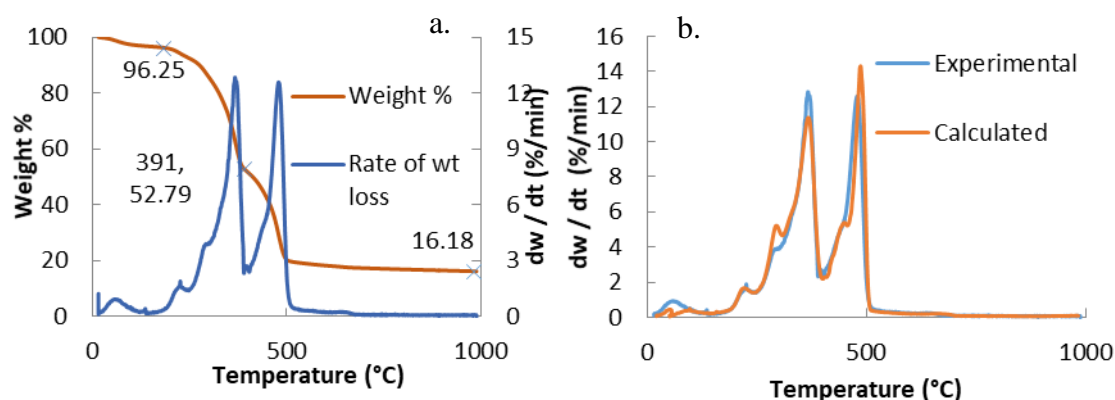 a.
100
80
60
40
20
0
Weight %
96.25
391,
52.79
16.18
Weight %
Rate of wt
loss
15
12
9
6
3
0
dw / dt (%/min)
0
500
1000
Temperature (°C)
b.
16
14
12
10
8
6
4
2
0
dw / dt (%/min)
Experimental
Calculated
0
500
1000
Temperature (°C)